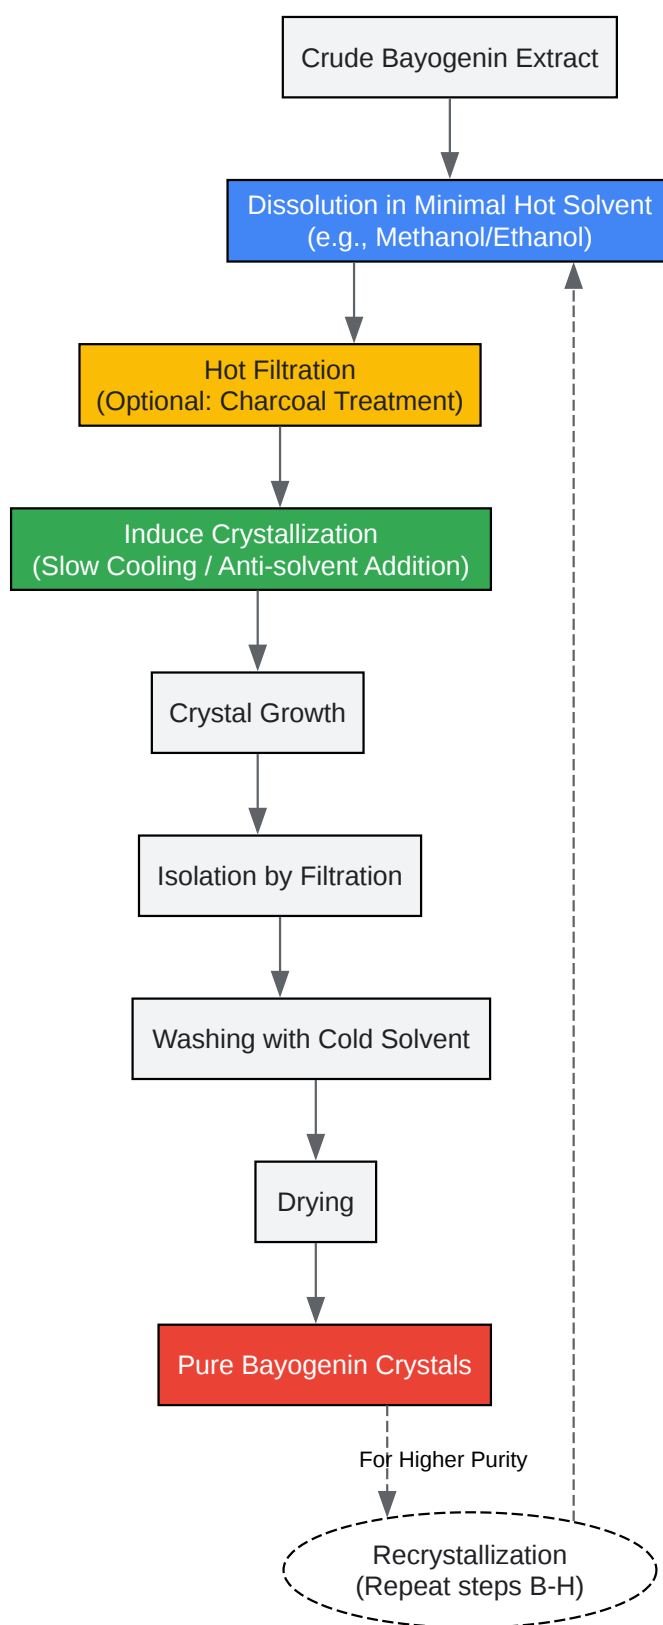 Crude Bayogenin Extract
Dissolution in Minimal Hot Solvent
(e.g., Methanol/Ethanol)
Hot Filtration
(Optional: Charcoal Treatment)
Induce Crystallization
(Slow Cooling / Anti-solvent Addition)
Crystal Growth
Isolation by Filtration
Washing with Cold Solvent
Drying
Pure Bayogenin Crystals
For Higher Purity
Recrystallization
(Repeat steps B-H)